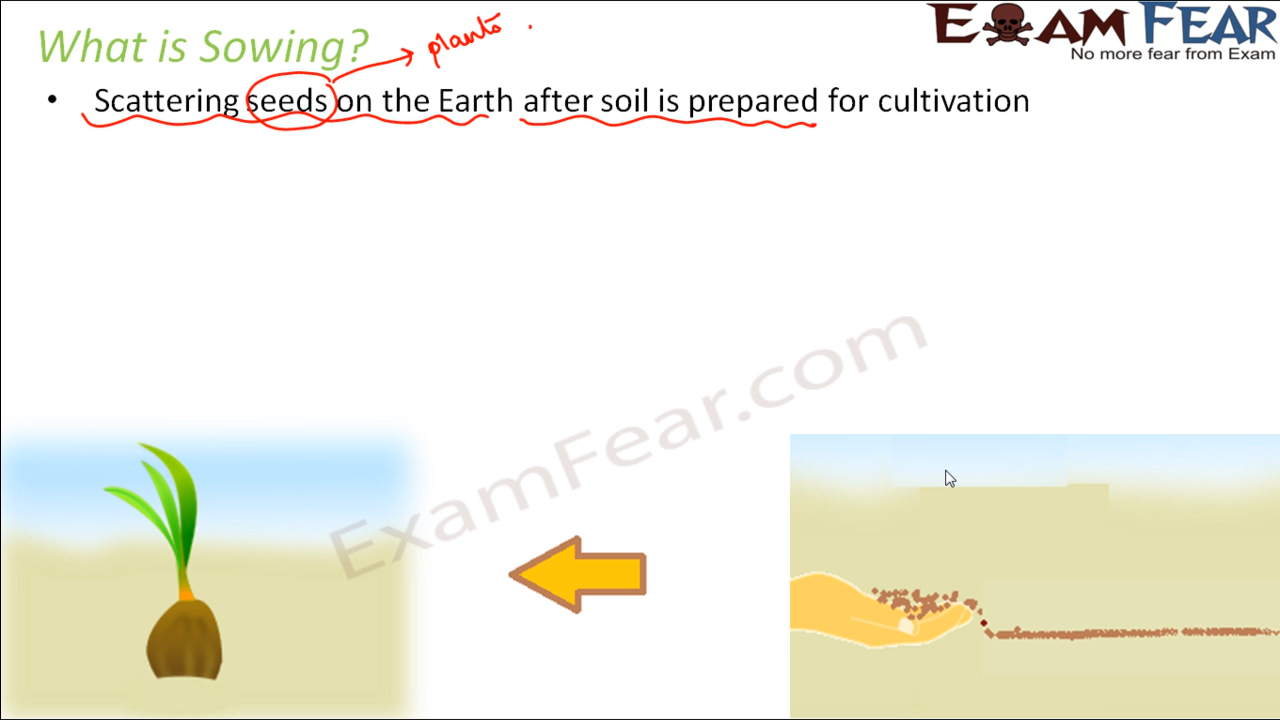 What is Sowing?
plants
EXAM FEAR
No more fear from Exam
• Scattering seeds on the Earth after soil is prepared for cultivation
ExamFear.com